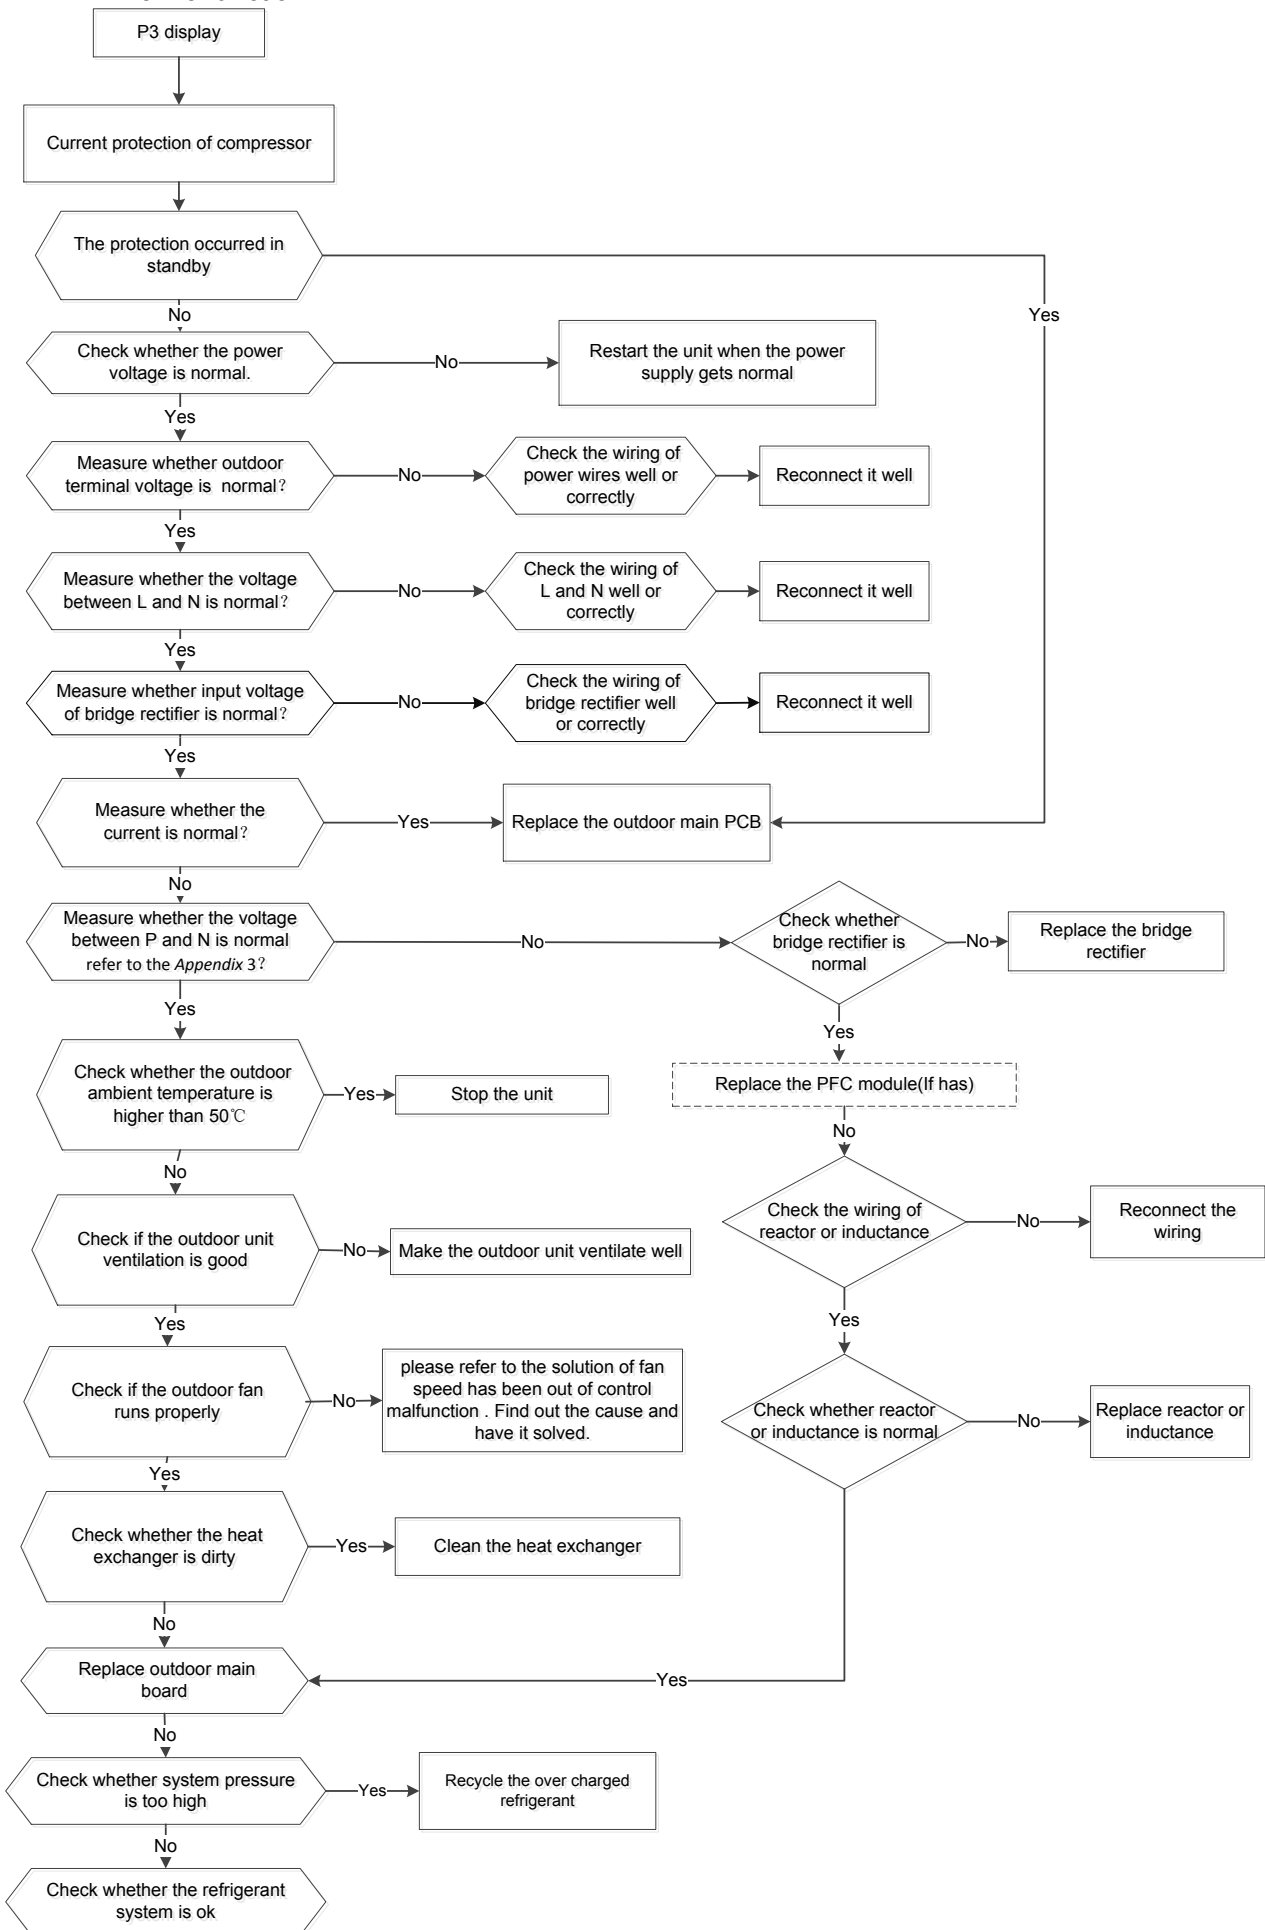 P3 display
Current protection of compressor
The protection occurred in
standby
No
Yes
Check whether the power
voltage is normal.
No
Restart the unit when the power
supply gets normal
Yes
Measure whether outdoor
terminal voltage is normal?
No
Check the wiring of
power wires well or
correctly
Reconnect it well
Yes
Measure whether the voltage
between L and N is normal?
No
Check the wiring of
L and N well or
correctly
Reconnect it well
Yes
Measure whether input voltage
of bridge rectifier is normal?
No
Check the wiring of
bridge rectifier well
or correctly
Reconnect it well
Yes
Measure whether the
current is normal?
Yes
Replace the outdoor main PCB
No
Measure whether the voltage
between P and N is normal
refer to the Appendix 3?
No
Check whether
bridge rectifier is
normal
No
Replace the bridge
rectifier
Yes
Yes
Check whether the outdoor
ambient temperature is
higher than 50℃
Yes
Stop the unit
Replace the PFC module(If has)
No
No
Check if the outdoor unit
ventilation is good
No
Make the outdoor unit ventilate well
Check the wiring of
reactor or inductance
No
Reconnect the
wiring
Yes
Yes
Check if the outdoor fan
runs properly
No
please refer to the solution of fan
speed has been out of control
malfunction . Find out the cause and
have it solved.
Check whether reactor
or inductance is normal
No
Replace reactor or
inductance
Yes
Check whether the heat
exchanger is dirty
Yes
Clean the heat exchanger
No
Replace outdoor main
board
Yes
No
Check whether system pressure
is too high
Yes
Recycle the over charged
refrigerant
No
Check whether the refrigerant
system is ok